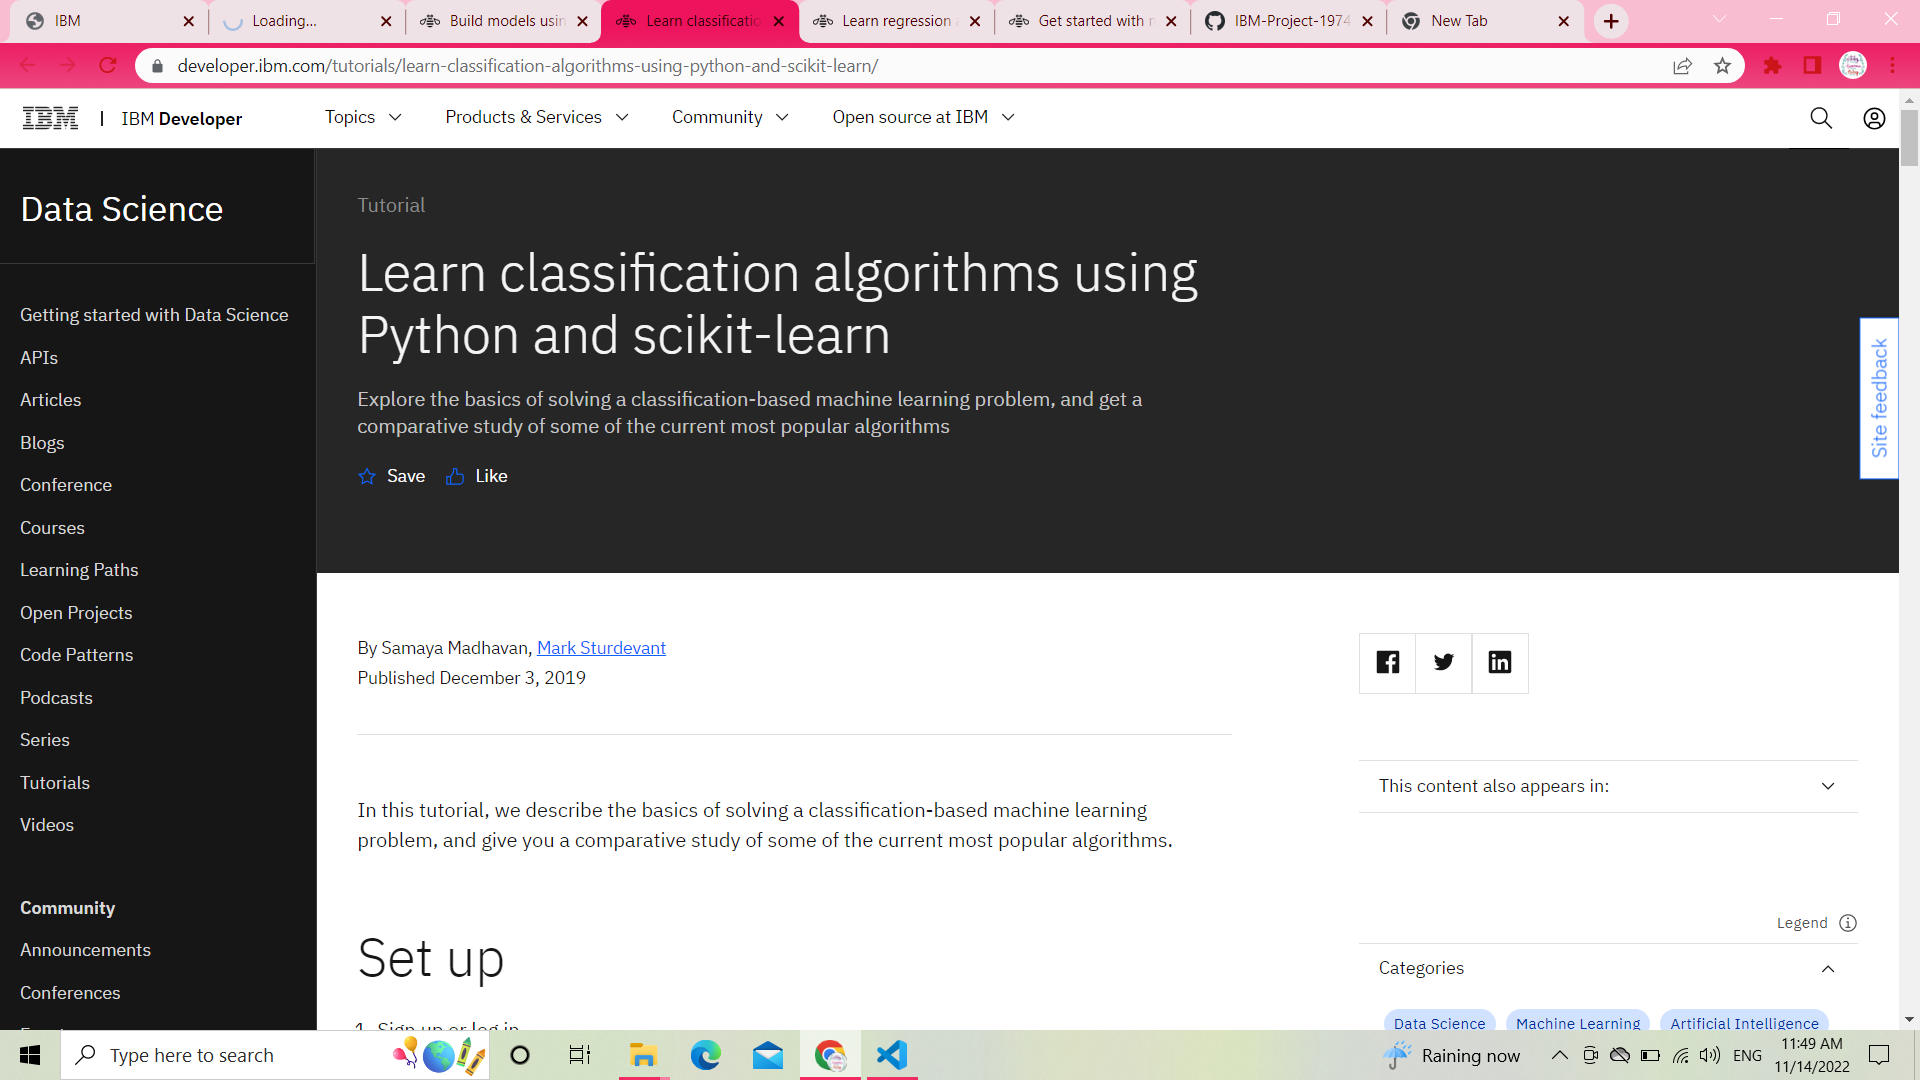 IBM
Loading...
Build models usin
Learn classificatio
Learn regression
Get started with
IBM-Project-1974
New Tab
developer.ibm.com/tutorials/learn-classification-algorithms-using-python-and-scikit-learn/
IBM
IBM Developer
Topics
Products & Services
Community
Open source at IBM
Data Science
Getting started with Data Science
APIs
Articles
Blogs
Conference
Courses
Learning Paths
Open Projects
Code Patterns
Podcasts
Series
Tutorials
Videos
Community
Announcements
Conferences
Tutorial
Learn classification algorithms using
Python and scikit-learn
Explore the basics of solving a classification-based machine learning problem, and get a
comparative study of some of the current most popular algorithms
Save
Like
Site feedback
By Samaya Madhavan, Mark Sturdevant
Published December 3, 2019
In this tutorial, we describe the basics of solving a classification-based machine learning
problem, and give you a comparative study of some of the current most popular algorithms.
Set up
1. Sign up or log in
This content also appears in:
Legend
Categories
Data Science
Machine Learning
Artificial Intelligence
Type here to search
Raining now
ENG
11:49 AM
11/14/2022